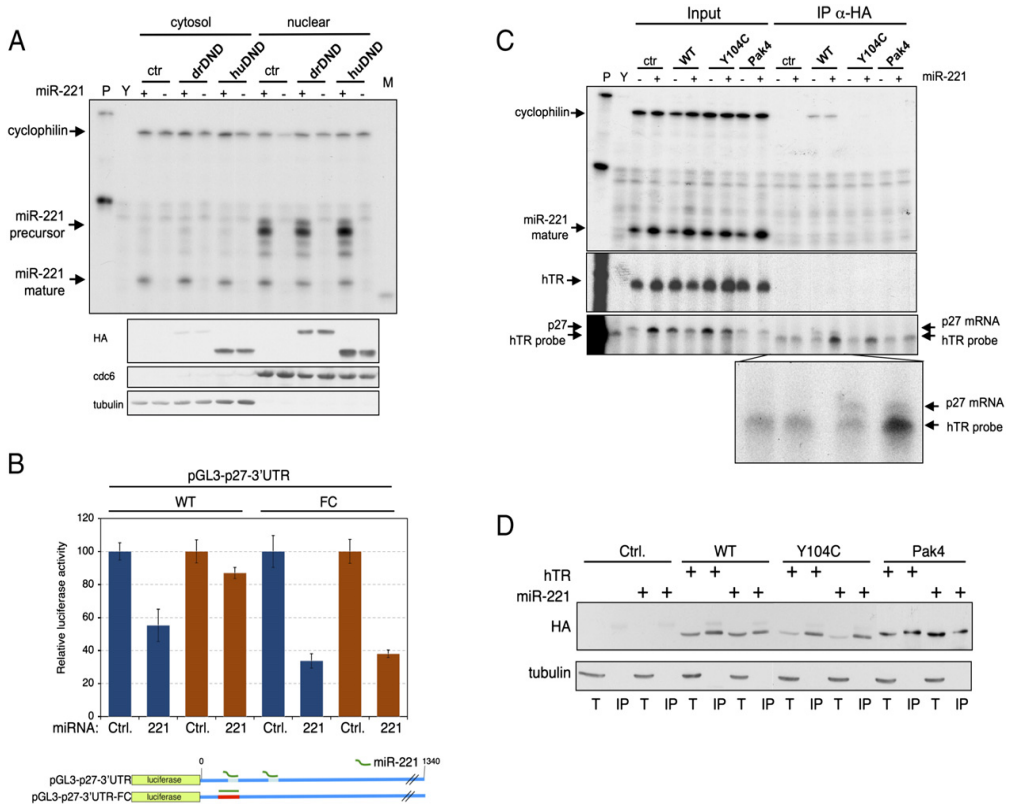 A
cytosol nuclear
ctr drDND huDND ctr drDND huDND
miR-221 P Y + - + - + - + - + - + - M
cyclophilin
miR-221
precursor
miR-221
mature
HA
cdc6
tubulin
B
pGL3-p27-3'UTR
WT FC
Relative luciferase activity
120
100
80
60
40
20
0
miRNA: Ctrl. 221 Ctrl. 221 Ctrl. 221 Ctrl. 221
0 miR-221 1340
pGL3-p27-3'UTR luciferase
pGL3-p27-3'UTR-FC luciferase
C
Input IP α-HA
ctr WT Y104C Pak4 ctr WT Y104C Pak4
P Y - + - + - + - + - + - + - + - + miR-221
cyclophilin
miR-221
mature
hTR
p27 p27 mRNA
hTR probe hTR probe
p27 mRNA
hTR probe
D
Ctrl. WT Y104C Pak4
hTR + + + + + +
miR-221 + + + + + + + +
HA
tubulin
T IP T IP T IP T IP T IP T IP T IP T IP